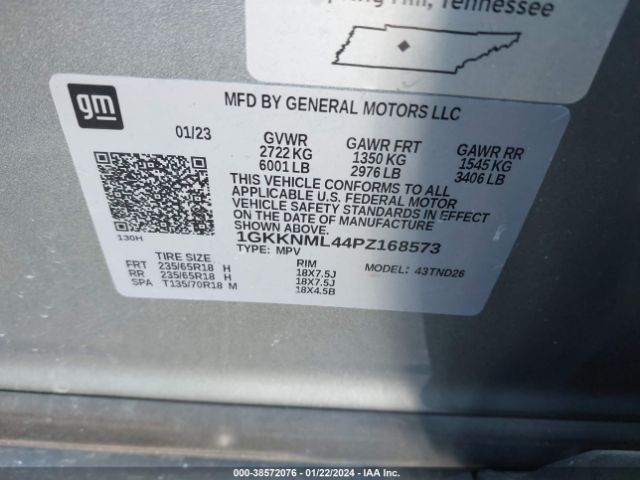 Tennessee
gm
MFD BY GENERAL MOTORS LLC
01/23 GVWR GAWR FRT GAWR RR
2722 KG 1350 KG 1545 KG
6001 LB 2976 LB 3406 LB
THIS VEHICLE CONFORMS TO ALL
APPLICABLE U.S. FEDERAL MOTOR
VEHICLE SAFETY STANDARDS IN EFFECT
ON THE DATE OF MANUFACTURE
SHOWN ABOVE.
130H 1GKKNML44PZ168573
TYPE: MPV
TIRE SIZE RIM MODEL: 43TND26
FRT 235/65R18 H 18X7.5J
RR 235/65R18 H 18X7.5J
SPA T135/70R18 M 18X4.5B
000-38572076 - 01/22/2024 - IAA Inc.